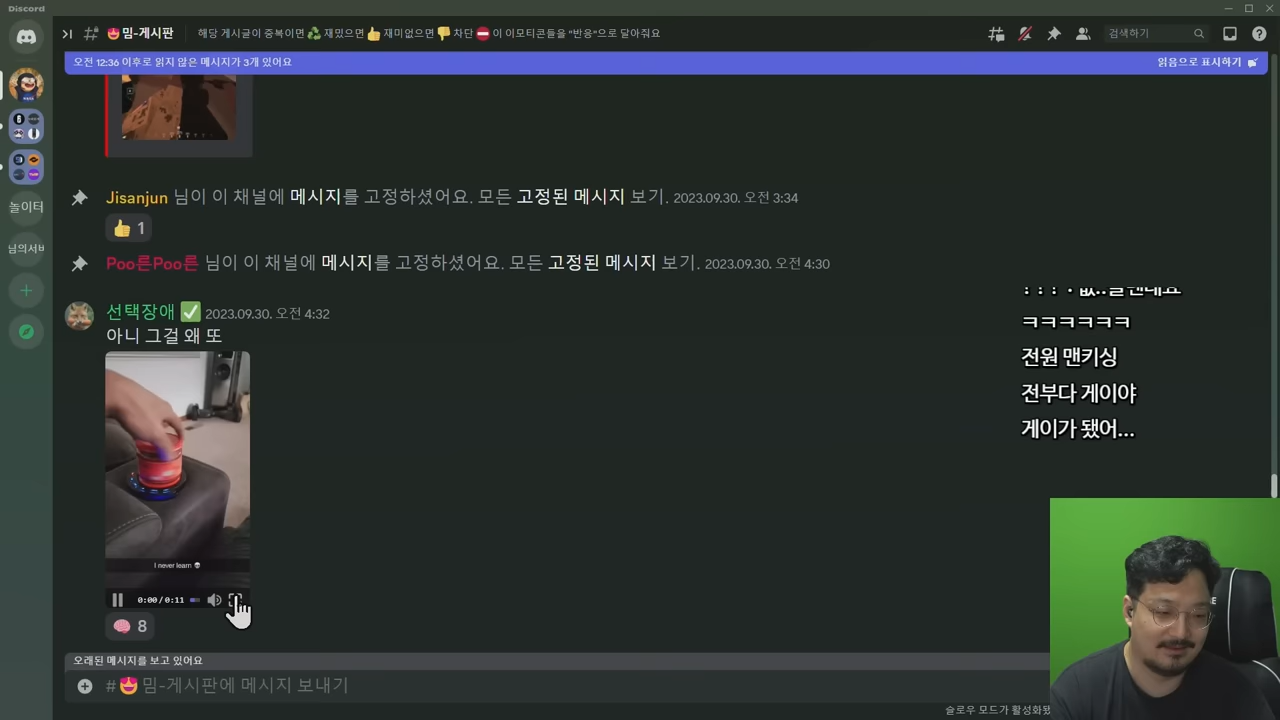 Discord
😍밈-게시판
해당 게시글이 중복이면♻️ 재밌으면👍 재미없으면👎 차단⛔ 이 이모티콘들을 "반응"으로 달아줘요
검색하기
오전 12:36 이후로 읽지 않은 메시지가 3개 있어요
읽음으로 표시하기
Jisanjun 님이 이 채널에 메시지를 고정하셨어요. 모든 고정된 메시지 보기. 2023.09.30. 오전 3:34
👍 1
놀이터
님의서버
Poo른Poo른 님이 이 채널에 메시지를 고정하셨어요. 모든 고정된 메시지 보기. 2023.09.30. 오전 4:30
선택장애 ✅ 2023.09.30. 오전 4:32
아니 그걸 왜 또
ㅋㅋㅋㅋㅋㅋ
전원 맨키싱
전부다 게이야
게이가 됐어...
I never learn 💀
0:00/0:11
🧠 8
오래된 메시지를 보고 있어요
#😍밈-게시판에 메시지 보내기
슬로우 모드가 활성화됐